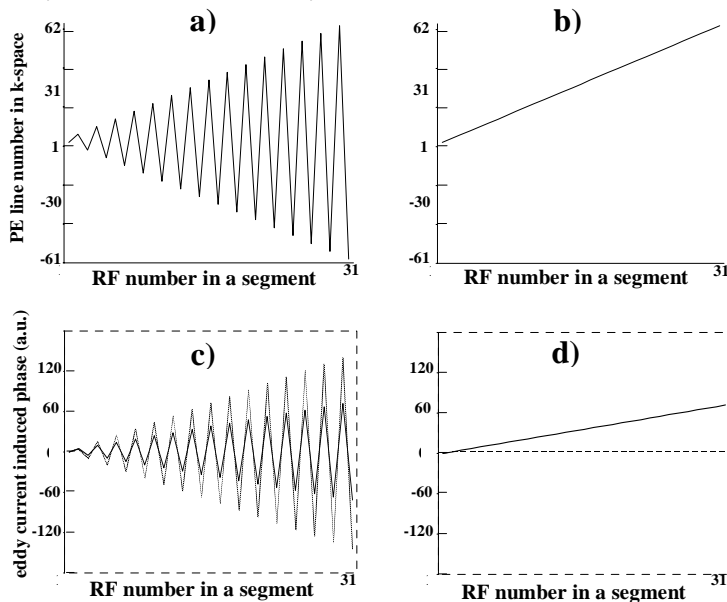 a)
PE line number in k-space
62
31
1
-30
-61
RF number in a segment
31
b)
62
31
1
-30
-61
RF number in a segment
31
c)
eddy current induced phase (a.u.)
120
60
-60
-120
RF number in a segment
31
d)
120
60
-60
-120
RF number in a segment
31